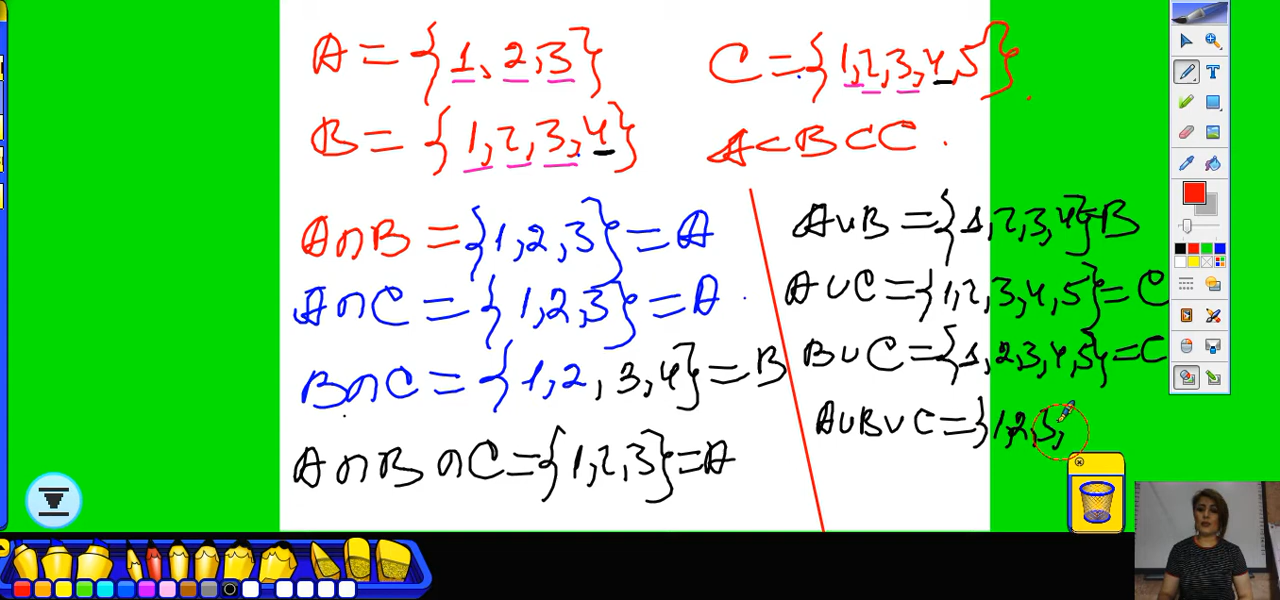 A = {1, 2, 3}
B = {1, 2, 3, 4}
C = {1, 2, 3, 4, 5}.
A ⊂ B ⊂ C.
A ∩ B = {1, 2, 3} = A
A ∩ C = {1, 2, 3} = A.
B ∩ C = {1, 2, 3, 4} = B
A ∩ B ∩ C = {1, 2, 3} = A
A ∪ B = {1, 2, 3, 4} = B
A ∪ C = {1, 2, 3, 4, 5} = C
B ∪ C = {1, 2, 3, 4, 5} = C
A ∪ B ∪ C = {1, 2, 3,
T